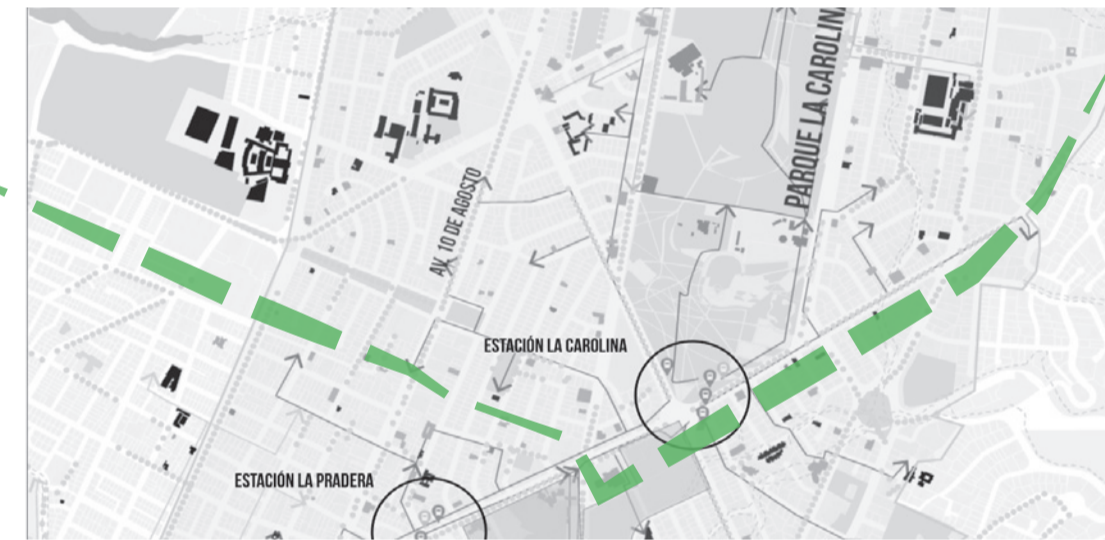 PARQUE LA CAROLINA
AV. 10 DE AGOSTO
ESTACIÓN LA CAROLINA
ESTACIÓN LA PRADERA